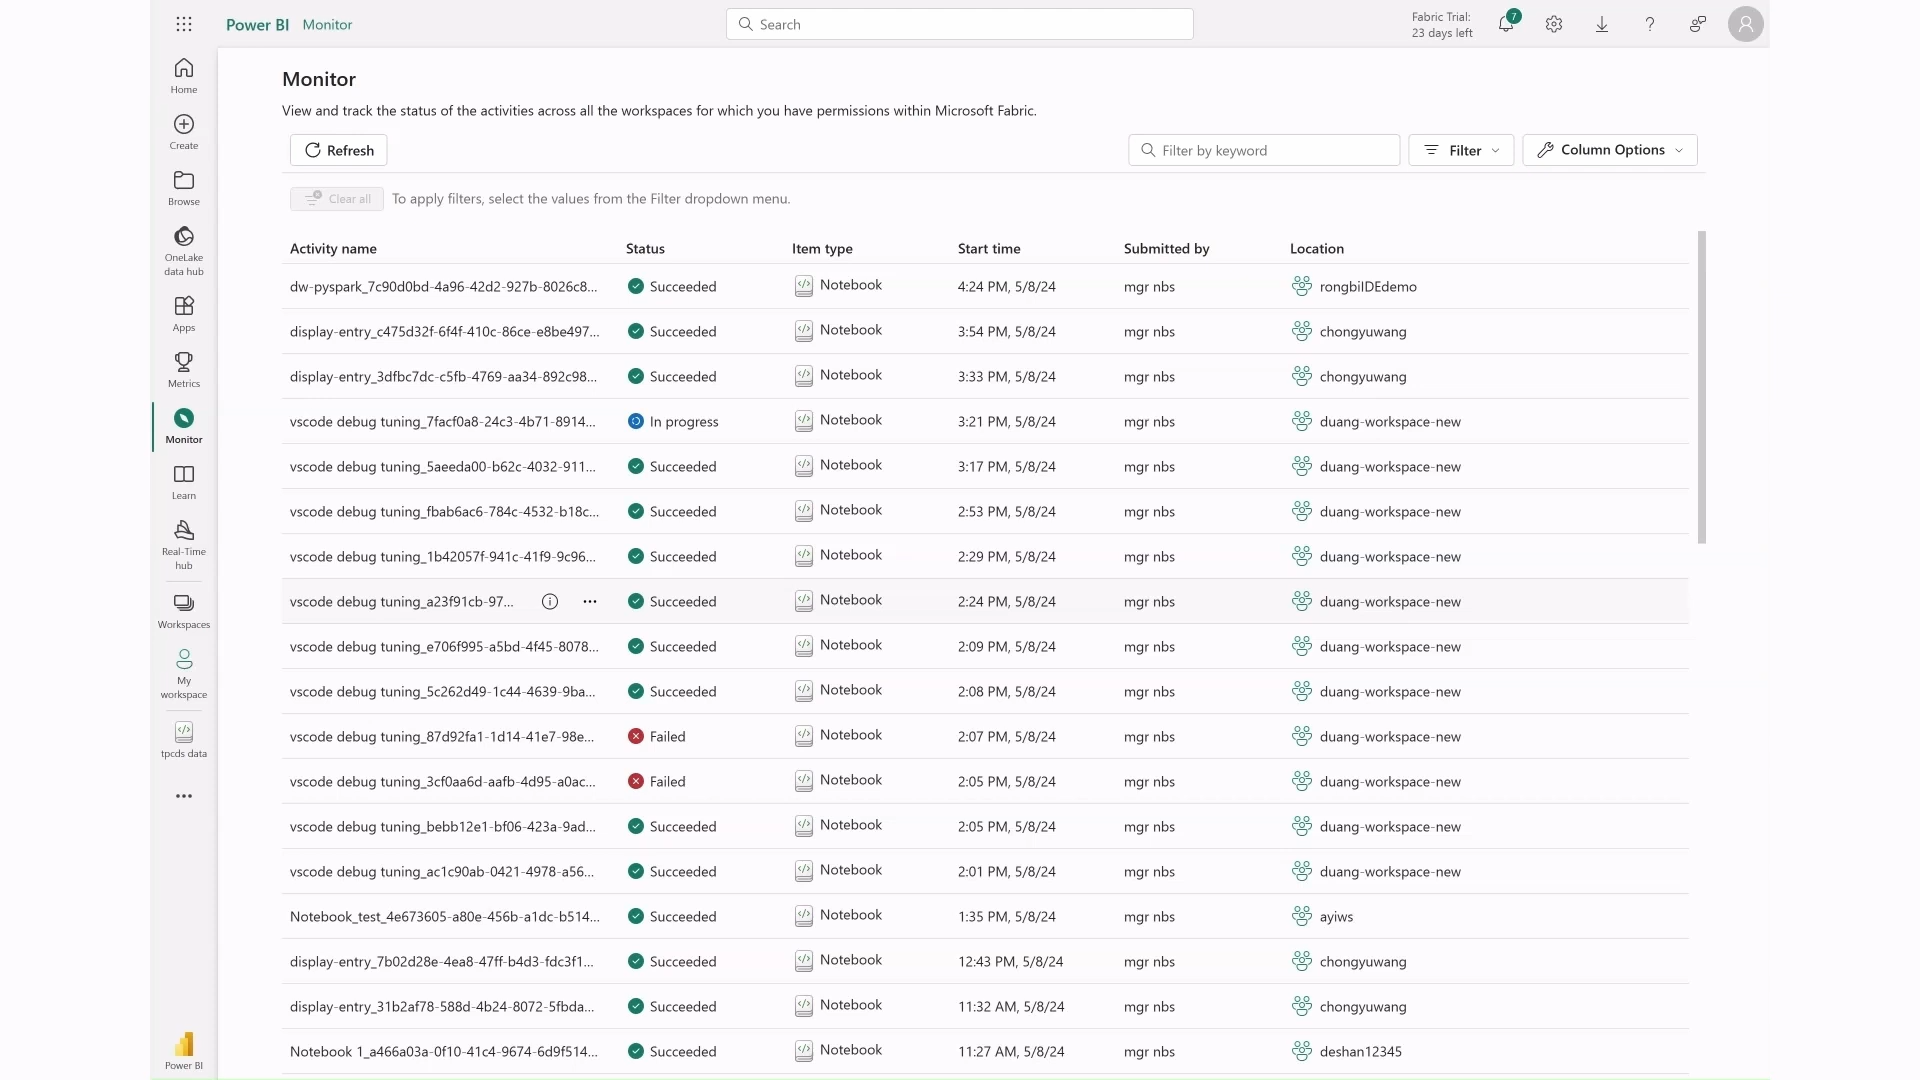 Power BI Monitor
Search
Fabric Trial:
23 days left
7
Home
Create
Browse
OneLake
data hub
Apps
Metrics
Monitor
Learn
Real-Time
hub
Workspaces
My
workspace
tpcds data
Power BI
Monitor
View and track the status of the activities across all the workspaces for which you have permissions within Microsoft Fabric.
Refresh
Filter by keyword
Filter
Column Options
Clear all
To apply filters, select the values from the Filter dropdown menu.
Activity name Status Item type Start time Submitted by Location
dw-pyspark_7c90d0bd-4a96-42d2-927b-8026c8... Succeeded Notebook 4:24 PM, 5/8/24 mgr nbs rongbiIDEdemo
display-entry_c475d32f-6f4f-410c-86ce-e8be497... Succeeded Notebook 3:54 PM, 5/8/24 mgr nbs chongyuwang
display-entry_3dfbc7dc-c5fb-4769-aa34-892c98... Succeeded Notebook 3:33 PM, 5/8/24 mgr nbs chongyuwang
vscode debug tuning_7facf0a8-24c3-4b71-8914... In progress Notebook 3:21 PM, 5/8/24 mgr nbs duang-workspace-new
vscode debug tuning_5aeeda00-b62c-4032-911... Succeeded Notebook 3:17 PM, 5/8/24 mgr nbs duang-workspace-new
vscode debug tuning_fbab6ac6-784c-4532-b18c... Succeeded Notebook 2:53 PM, 5/8/24 mgr nbs duang-workspace-new
vscode debug tuning_1b42057f-941c-41f9-9c96... Succeeded Notebook 2:29 PM, 5/8/24 mgr nbs duang-workspace-new
vscode debug tuning_a23f91cb-97... Succeeded Notebook 2:24 PM, 5/8/24 mgr nbs duang-workspace-new
vscode debug tuning_e706f995-a5bd-4f45-8078... Succeeded Notebook 2:09 PM, 5/8/24 mgr nbs duang-workspace-new
vscode debug tuning_5c262d49-1c44-4639-9ba... Succeeded Notebook 2:08 PM, 5/8/24 mgr nbs duang-workspace-new
vscode debug tuning_87d92fa1-1d14-41e7-98e... Failed Notebook 2:07 PM, 5/8/24 mgr nbs duang-workspace-new
vscode debug tuning_3cf0aa6d-aafb-4d95-a0ac... Failed Notebook 2:05 PM, 5/8/24 mgr nbs duang-workspace-new
vscode debug tuning_bebb12e1-bf06-423a-9ad... Succeeded Notebook 2:05 PM, 5/8/24 mgr nbs duang-workspace-new
vscode debug tuning_ac1c90ab-0421-4978-a56... Succeeded Notebook 2:01 PM, 5/8/24 mgr nbs duang-workspace-new
Notebook_test_4e673605-a80e-456b-a1dc-b514... Succeeded Notebook 1:35 PM, 5/8/24 mgr nbs ayiws
display-entry_7b02d28e-4ea8-47ff-b4d3-fdc3f1... Succeeded Notebook 12:43 PM, 5/8/24 mgr nbs chongyuwang
display-entry_31b2af78-588d-4b24-8072-5fbda... Succeeded Notebook 11:32 AM, 5/8/24 mgr nbs chongyuwang
Notebook 1_a466a03a-0f10-41c4-9674-6d9f514... Succeeded Notebook 11:27 AM, 5/8/24 mgr nbs deshan12345